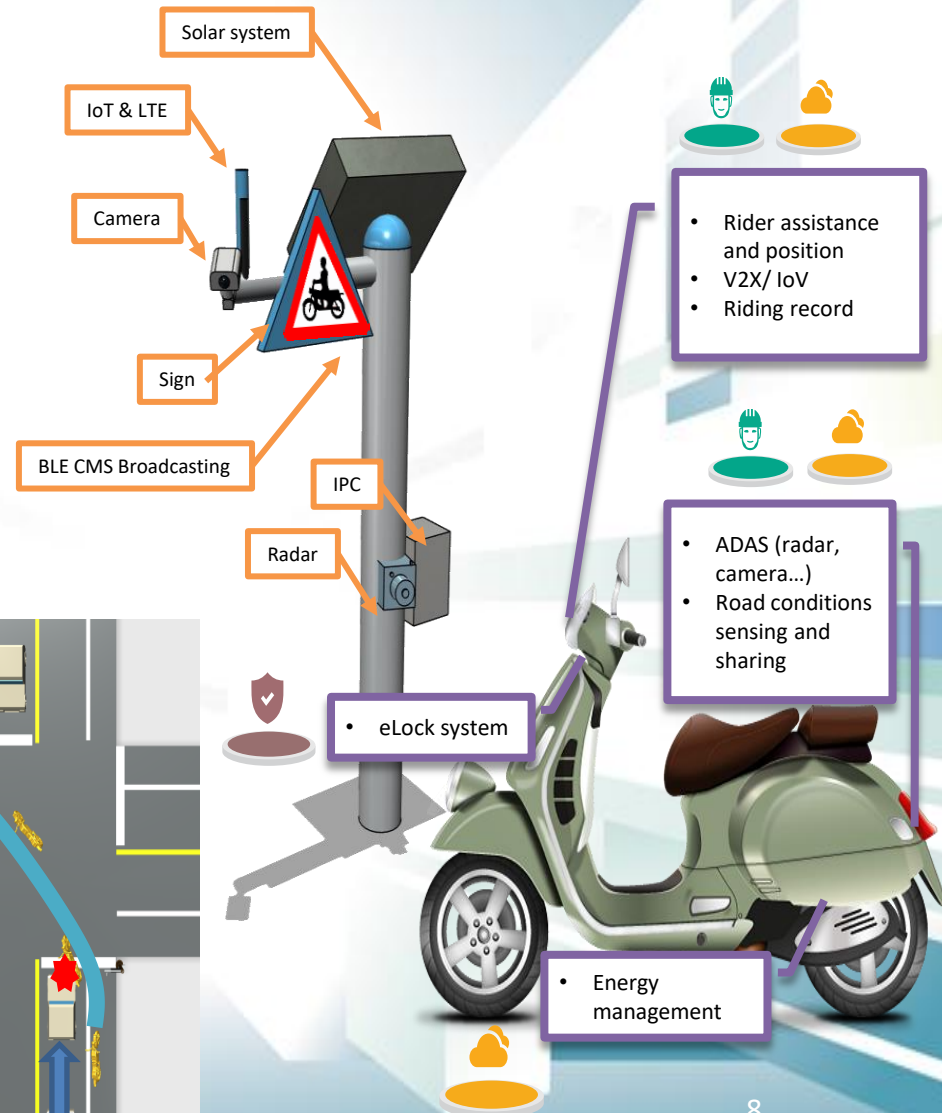 Solar system
IoT & LTE
Camera
Sign
BLE CMS Broadcasting
IPC
Radar
• Rider assistance
and position
• V2X/ IoV
• Riding record
• ADAS (radar,
camera…)
• Road conditions
sensing and
sharing
• eLock system
• Energy
management
8